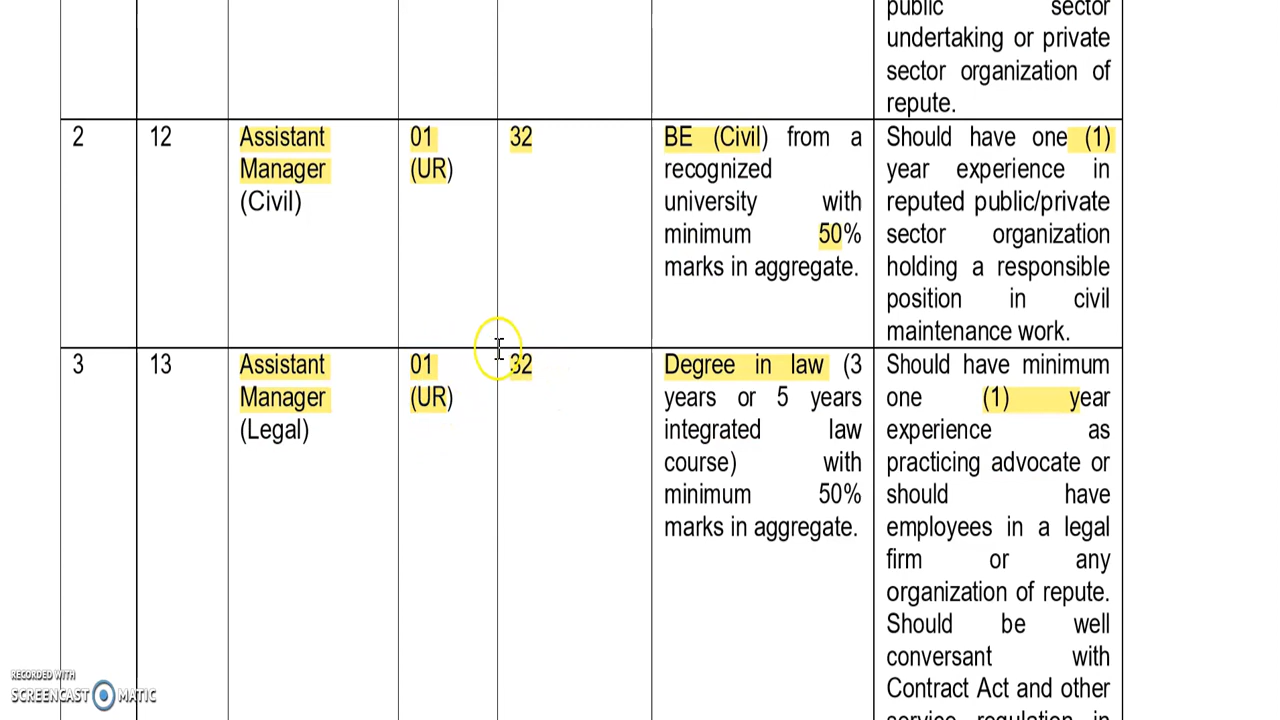 public sector
undertaking or private
sector organization of
repute.
2
12
Assistant
Manager
(Civil)
01
(UR)
32
BE (Civil) from a
recognized
university with
minimum 50%
marks in aggregate.
Should have one (1)
year experience in
reputed public/private
sector organization
holding a responsible
position in civil
maintenance work.
3
13
Assistant
Manager
(Legal)
01
(UR)
32
Degree in law (3
years or 5 years
integrated law
course) with
minimum 50%
marks in aggregate.
Should have minimum
one (1) year
experience as
practicing advocate or
should have
employees in a legal
firm or any
organization of repute.
Should be well
conversant with
Contract Act and other
service regulation in
RECORDED WITH
SCREENCAST MATIC